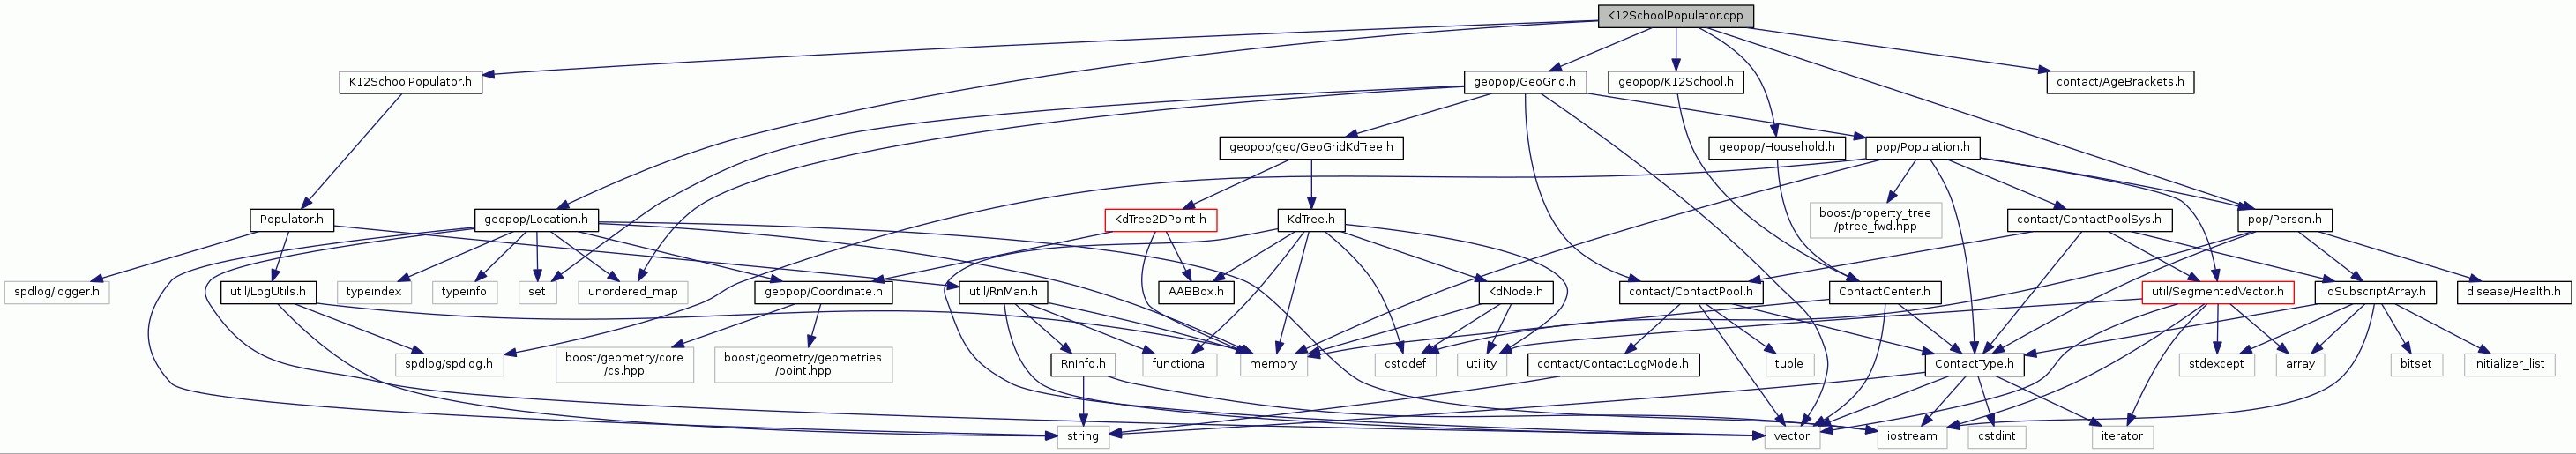 K12SchoolPopulator.cpp
K12SchoolPopulator.h
geopop/GeoGrid.h
geopop/K12School.h
contact/AgeBrackets.h
geopop/geo/GeoGridKdTree.h
geopop/Household.h
pop/Population.h
Populator.h
geopop/Location.h
KdTree2DPoint.h
KdTree.h
boost/property_tree
/ptree_fwd.hpp
contact/ContactPoolSys.h
pop/Person.h
spdlog/logger.h
util/LogUtils.h
typeindex
typeinfo
set
unordered_map
geopop/Coordinate.h
util/RnMan.h
AABBox.h
KdNode.h
contact/ContactPool.h
ContactCenter.h
util/SegmentedVector.h
IdSubscriptArray.h
disease/Health.h
spdlog/spdlog.h
boost/geometry/core
/cs.hpp
boost/geometry/geometries
/point.hpp
RnInfo.h
functional
memory
cstddef
utility
contact/ContactLogMode.h
tuple
ContactType.h
stdexcept
array
bitset
initializer_list
string
vector
iostream
cstdint
iterator